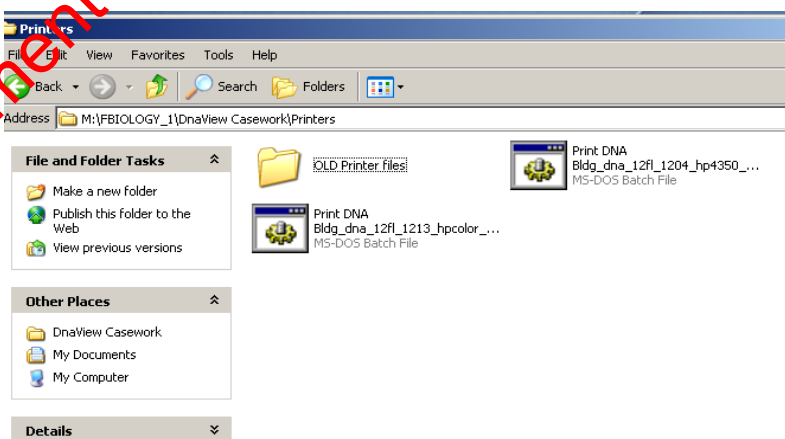 Printers
File Edit View Favorites Tools Help
Back Search Folders
Address M:\FBIOLOGY_1\DnaView Casework\Printers
File and Folder Tasks
Make a new folder
Publish this folder to the
Web
View previous versions
Other Places
DnaView Casework
My Documents
My Computer
Details
OLD Printer files
Print DNA
Bldg_dna_12fl_1204_hp4350_...
MS-DOS Batch File
Print DNA
Bldg_dna_12fl_1213_hpcolor_...
MS-DOS Batch File
ment